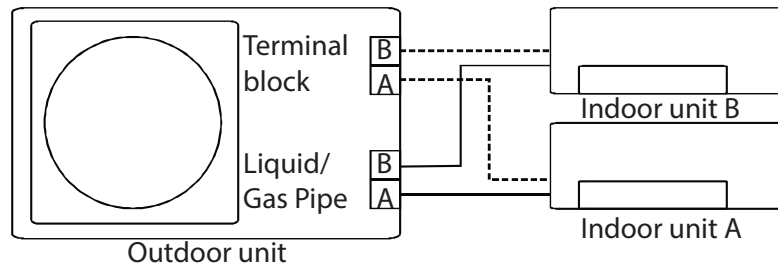 Terminal
block
B
A
Liquid/
Gas Pipe
B
A
Outdoor unit
Indoor unit B
Indoor unit A